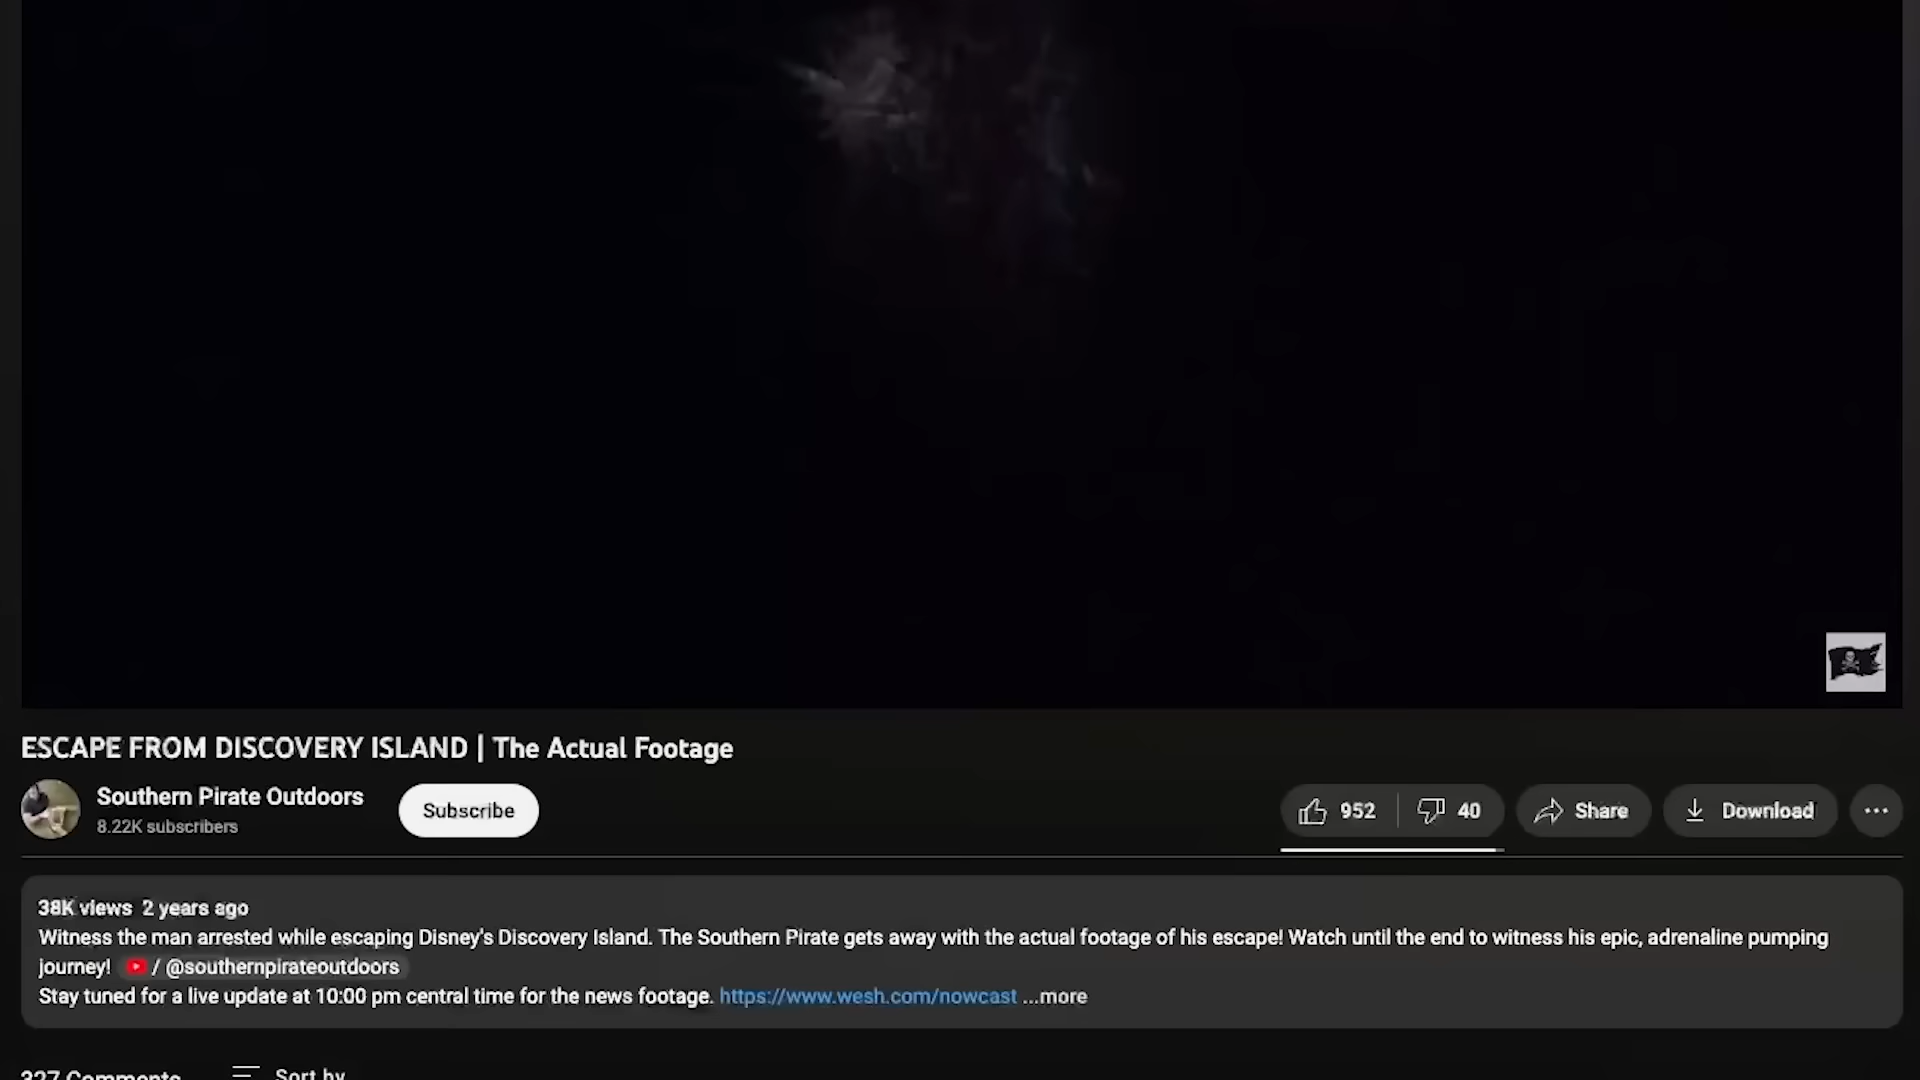 ESCAPE FROM DISCOVERY ISLAND | The Actual Footage
Southern Pirate Outdoors
8.22K subscribers
Subscribe
952
40
Share
Download
38K views 2 years ago
Witness the man arrested while escaping Disney's Discovery Island. The Southern Pirate gets away with the actual footage of his escape! Watch until the end to witness his epic, adrenaline pumping
journey! / @southernpirateoutdoors
Stay tuned for a live update at 10:00 pm central time for the news footage. https://www.wesh.com/nowcast ...more
327 Comments
Sort by